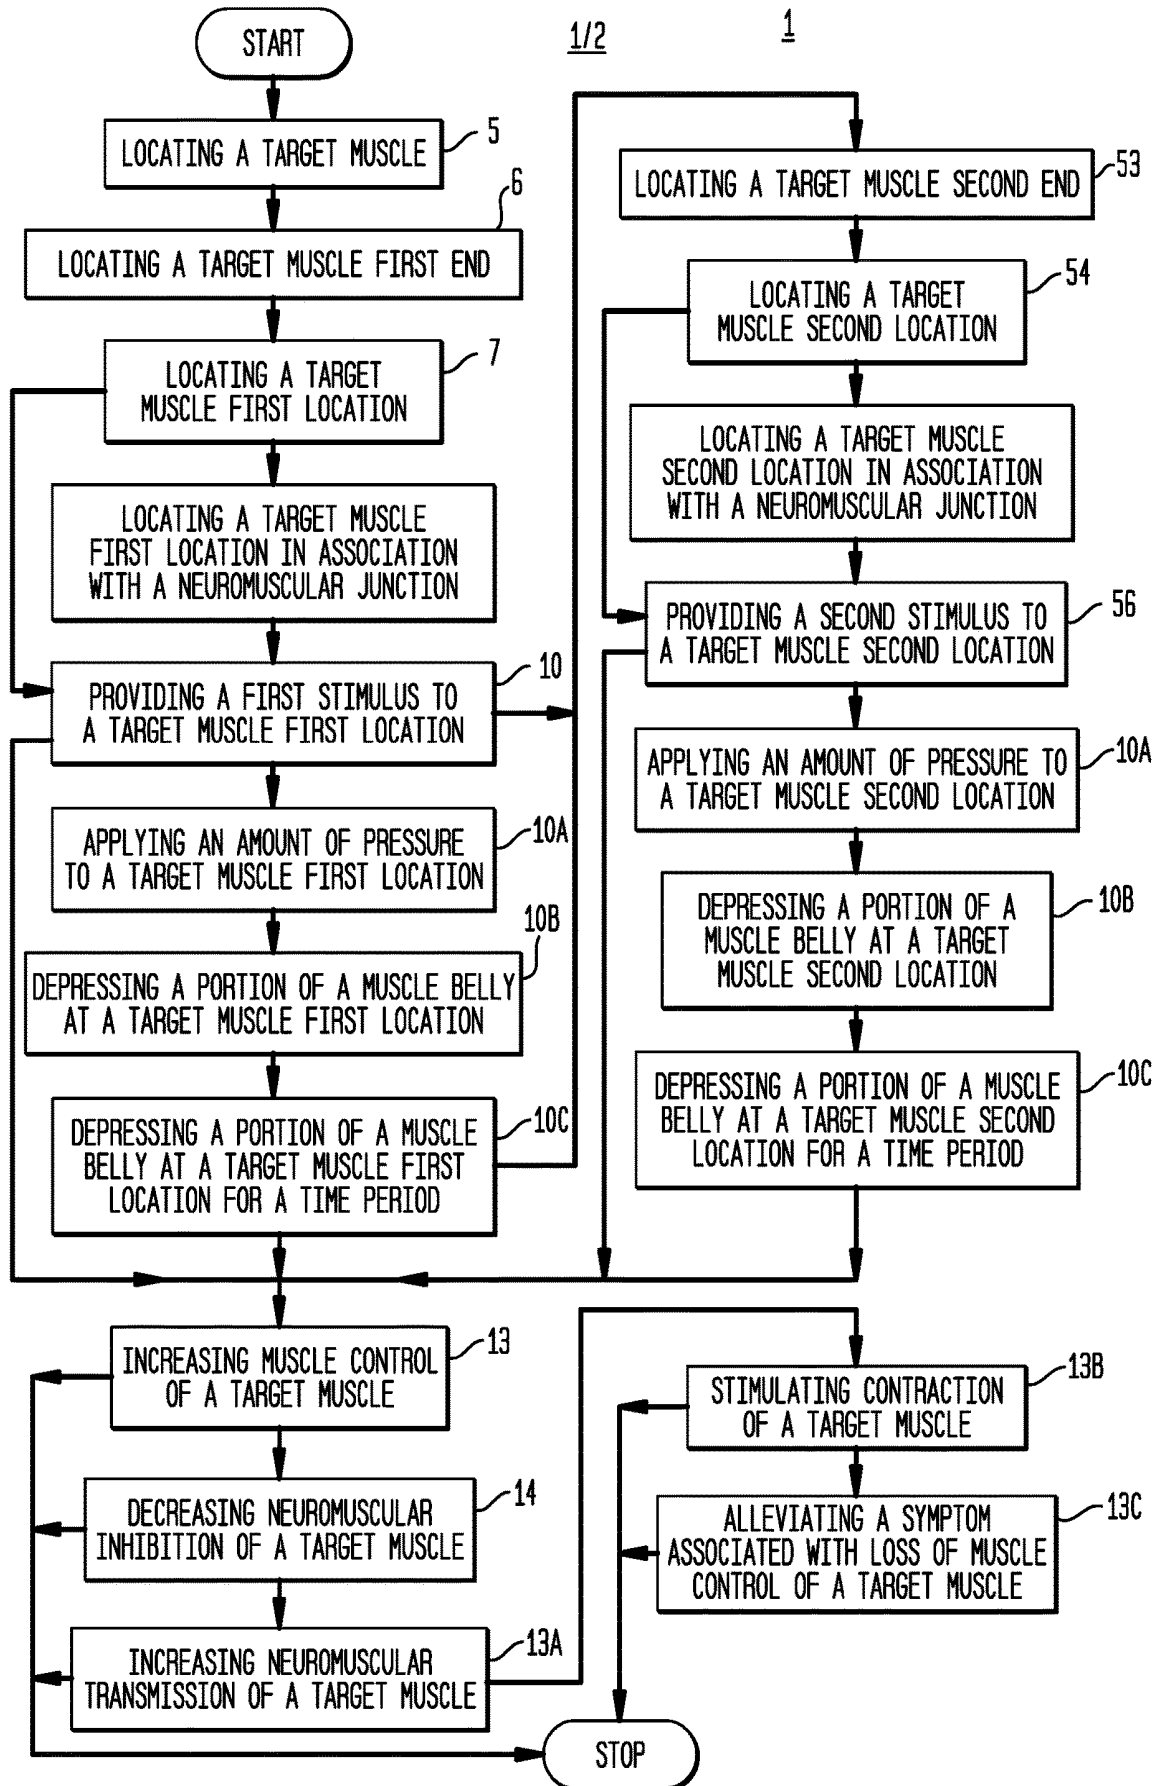 1/2
1
START
5
LOCATING A TARGET MUSCLE
6
LOCATING A TARGET MUSCLE FIRST END
7
LOCATING A TARGET
MUSCLE FIRST LOCATION
LOCATING A TARGET MUSCLE
FIRST LOCATION IN ASSOCIATION
WITH A NEUROMUSCULAR JUNCTION
10
PROVIDING A FIRST STIMULUS TO
A TARGET MUSCLE FIRST LOCATION
10A
APPLYING AN AMOUNT OF PRESSURE
TO A TARGET MUSCLE FIRST LOCATION
10B
DEPRESSING A PORTION OF A MUSCLE BELLY
AT A TARGET MUSCLE FIRST LOCATION
10C
DEPRESSING A PORTION OF A MUSCLE
BELLY AT A TARGET MUSCLE FIRST
LOCATION FOR A TIME PERIOD
53
LOCATING A TARGET MUSCLE SECOND END
54
LOCATING A TARGET
MUSCLE SECOND LOCATION
LOCATING A TARGET MUSCLE
SECOND LOCATION IN ASSOCIATION
WITH A NEUROMUSCULAR JUNCTION
56
PROVIDING A SECOND STIMULUS TO
A TARGET MUSCLE SECOND LOCATION
10A
APPLYING AN AMOUNT OF PRESSURE TO
A TARGET MUSCLE SECOND LOCATION
10B
DEPRESSING A PORTION OF A
MUSCLE BELLY AT A TARGET
MUSCLE SECOND LOCATION
10C
DEPRESSING A PORTION OF A MUSCLE
BELLY AT A TARGET MUSCLE SECOND
LOCATION FOR A TIME PERIOD
13
INCREASING MUSCLE CONTROL
OF A TARGET MUSCLE
14
DECREASING NEUROMUSCULAR
INHIBITION OF A TARGET MUSCLE
13A
INCREASING NEUROMUSCULAR
TRANSMISSION OF A TARGET MUSCLE
13B
STIMULATING CONTRACTION
OF A TARGET MUSCLE
13C
ALLEVIATING A SYMPTOM
ASSOCIATED WITH LOSS OF MUSCLE
CONTROL OF A TARGET MUSCLE
STOP